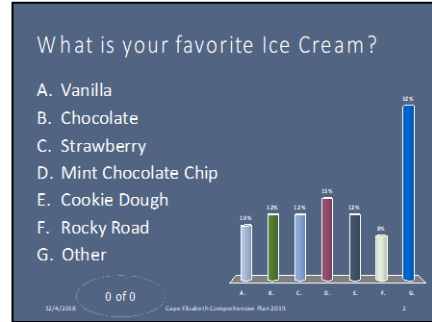 What is your favorite Ice Cream?
A. Vanilla
B. Chocolate
C. Strawberry
D. Mint Chocolate Chip
E. Cookie Dough
F. Rocky Road
G. Other
10% 12% 12% 15% 12% 8% 32%
A. B. C. D. E. F. G.
0 of 0
12/4/2018 Cape Elizabeth Comprehensive Plan 2019 2